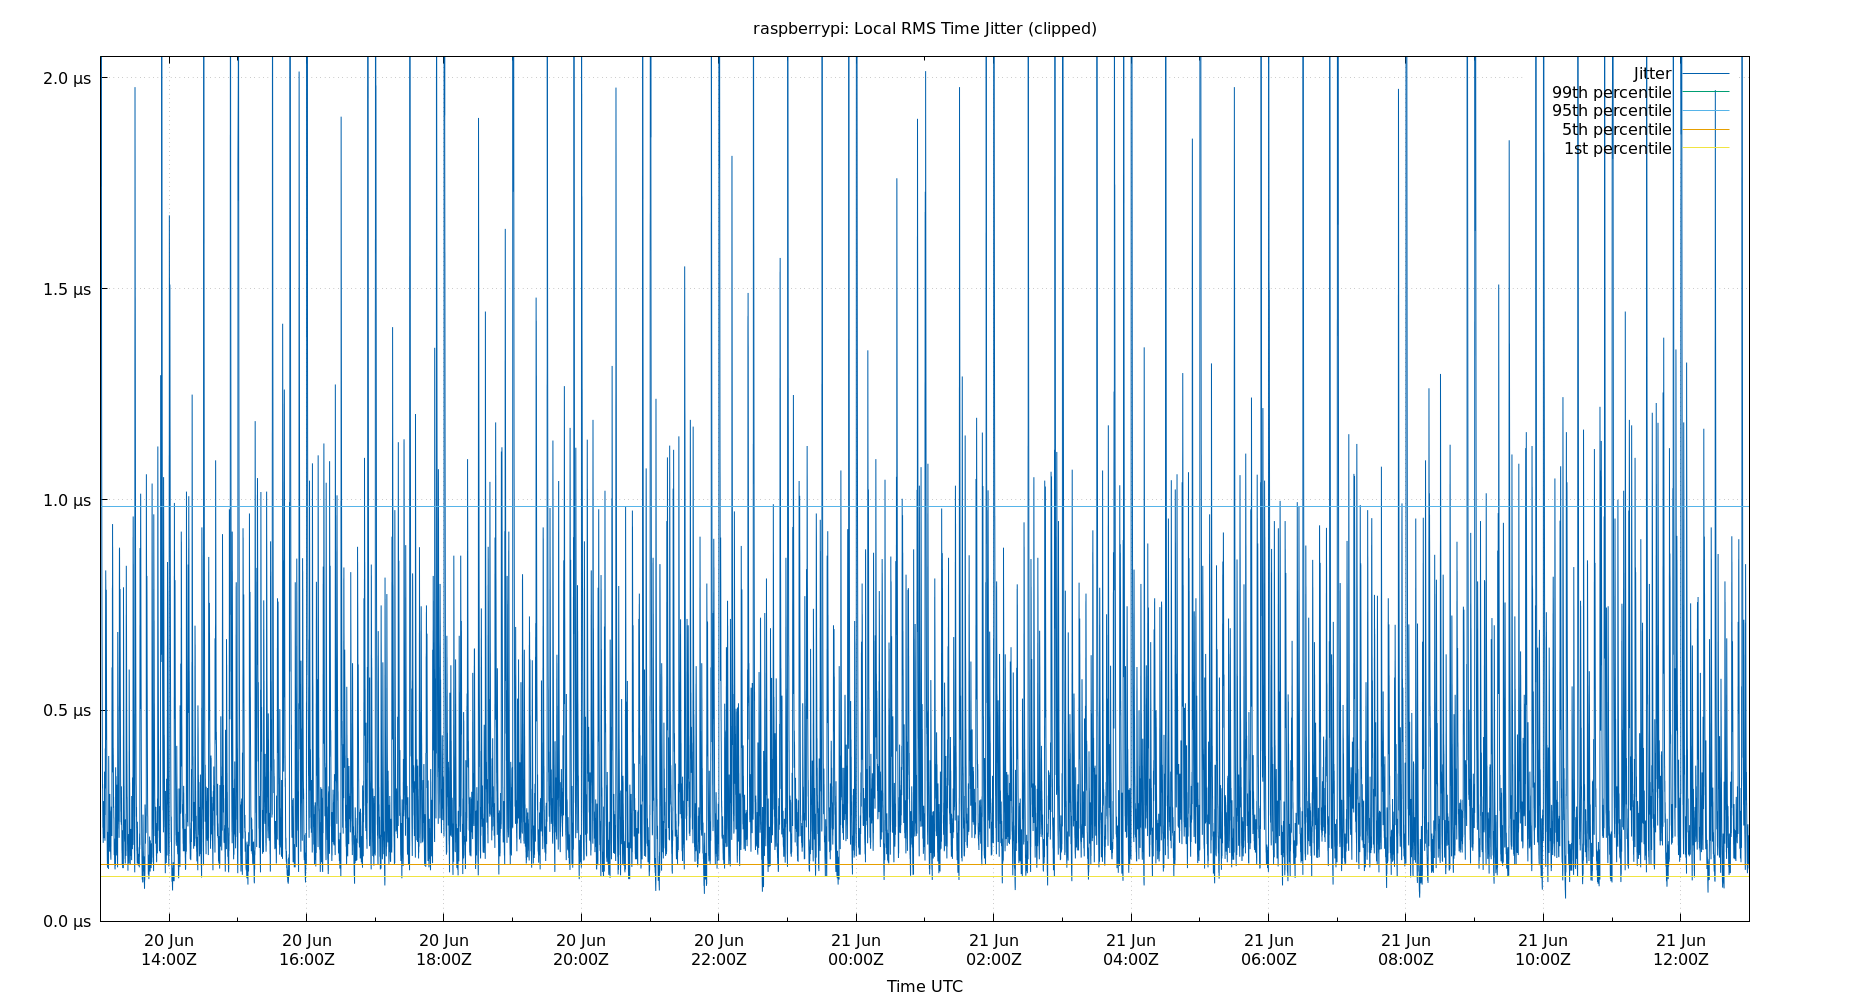 raspberrypi: Local RMS Time Jitter (clipped)
2.0 µs
1.5 µs
1.0 µs
0.5 µs
0.0 µs
Jitter
99th percentile
95th percentile
5th percentile
1st percentile
20 Jun 20 Jun 20 Jun 20 Jun 20 Jun 21 Jun 21 Jun 21 Jun 21 Jun 21 Jun 21 Jun 21 Jun
14:00Z 16:00Z 18:00Z 20:00Z 22:00Z 00:00Z 02:00Z 04:00Z 06:00Z 08:00Z 10:00Z 12:00Z
Time UTC